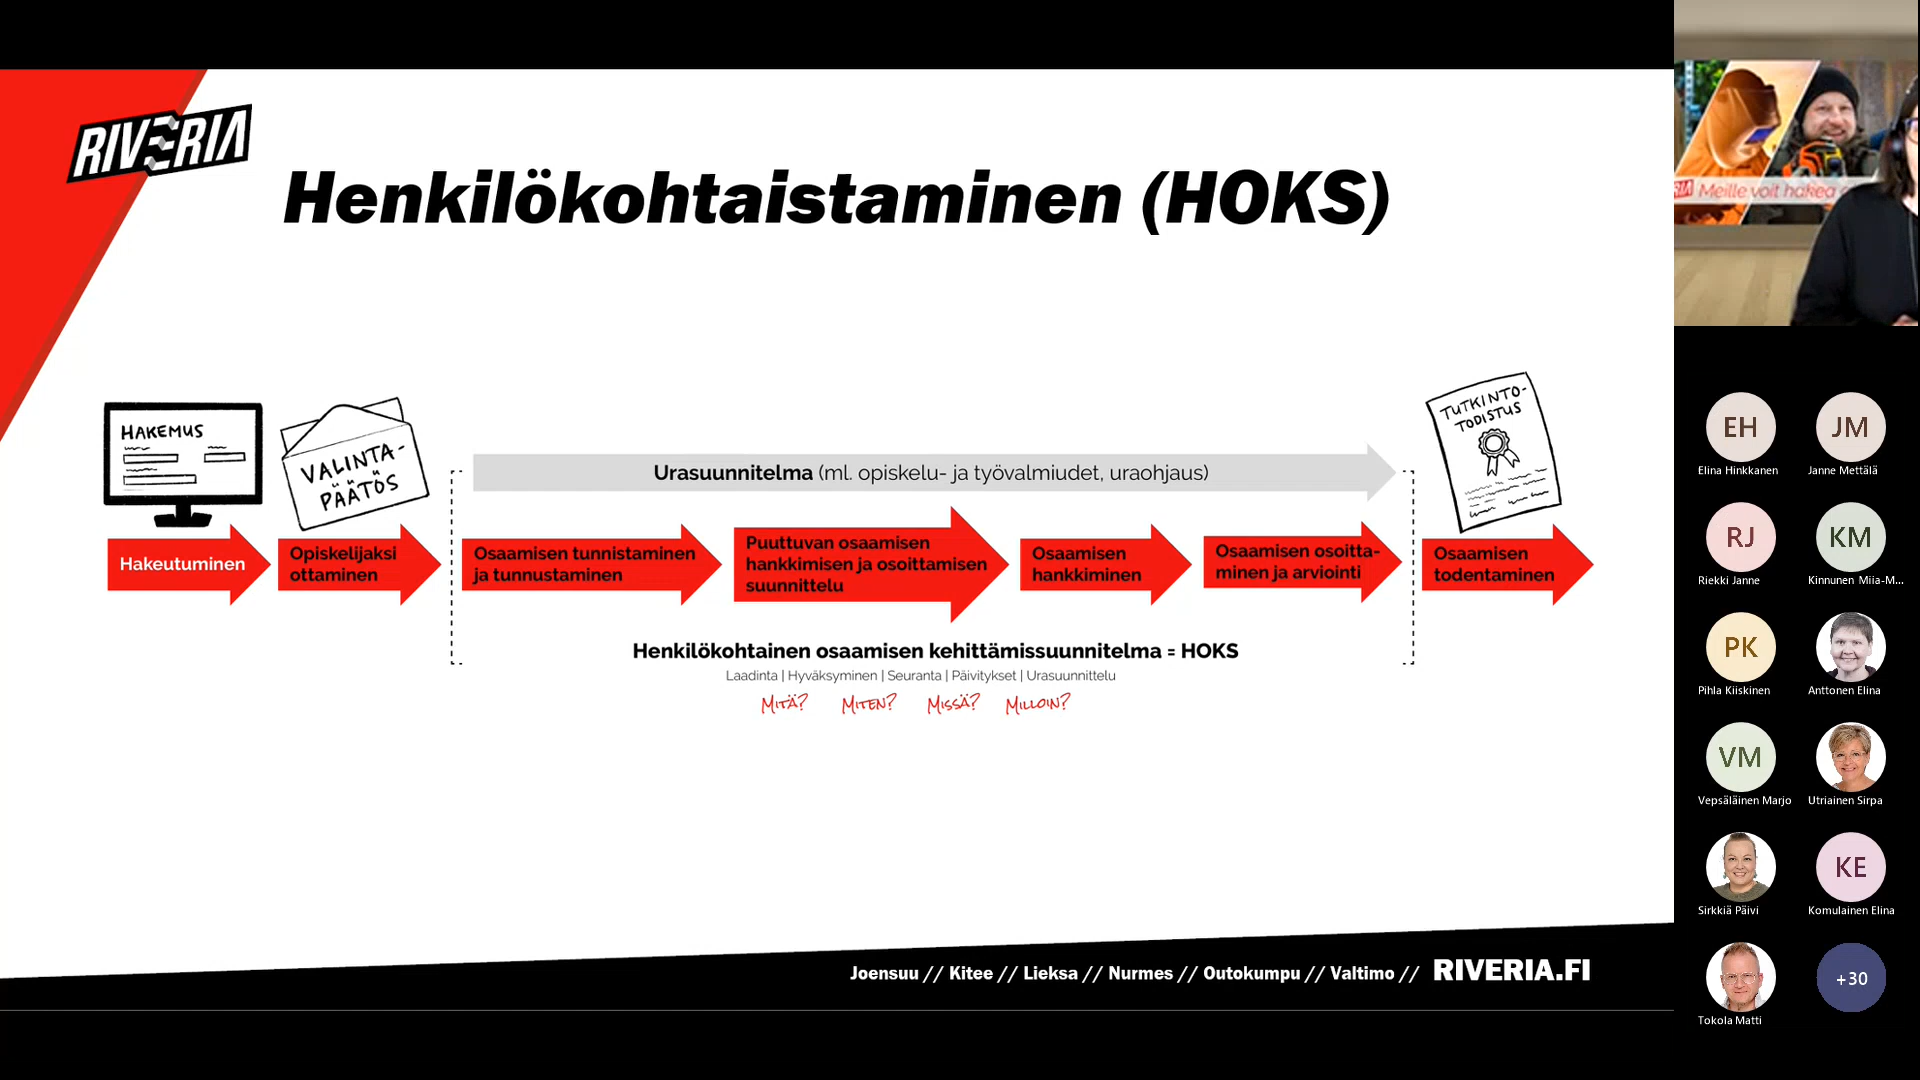 RIVERIA
Henkilökohtaistaminen (HOKS)
HAKEMUS
VALINTA-
PÄÄTÖS
TUTKINTO-
TODISTUS
Urasuunnitelma (ml. opiskelu- ja työvalmiudet, uraohjaus)
Hakeutuminen
Opiskelijaksi
ottaminen
Osaamisen tunnistaminen
ja tunnustaminen
Puuttuvan osaamisen
hankkimisen ja osoittamisen
suunnittelu
Osaamisen
hankkiminen
Osaamisen osoitta-
minen ja arviointi
Osaamisen
todentaminen
Henkilökohtainen osaamisen kehittämissuunnitelma = HOKS
Laadinta | Hyväksyminen | Seuranta | Päivitykset | Urasuunnittelu
MITÄ? MITEN? MISSÄ? MILLOIN?
Joensuu // Kitee // Lieksa // Nurmes // Outokumpu // Valtimo // RIVERIA.FI
Meille voit hakea
EH JM
Elina Hinkkanen Janne Mettälä
RJ KM
Riekki Janne Kinnunen Miia-M...
PK
Pihla Kiiskinen Anttonen Elina
VM
Vepsäläinen Marjo Utriainen Sirpa
KE
Sirkkiä Päivi Komulainen Elina
+30
Tokola Matti